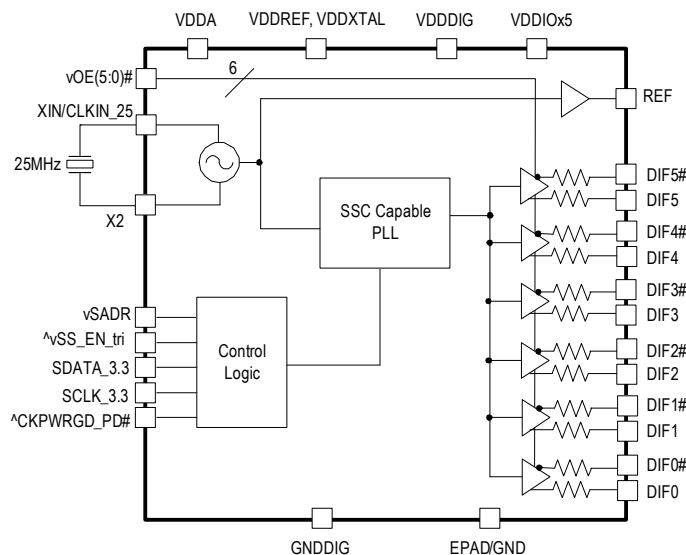 VDDA
VDDREF, VDDXTAL
VDDDIG
VDDIOx5
vOE(5:0)#
6
XIN/CLKIN_25
REF
25MHz
X2
SSC Capable
PLL
DIF5#
DIF5
DIF4#
DIF4
DIF3#
DIF3
DIF2#
DIF2
DIF1#
DIF1
DIF0#
DIF0
vSADR
^vSS_EN_tri
SDATA_3.3
SCLK_3.3
^CKPWRGD_PD#
Control
Logic
GNDDIG
EPAD/GND